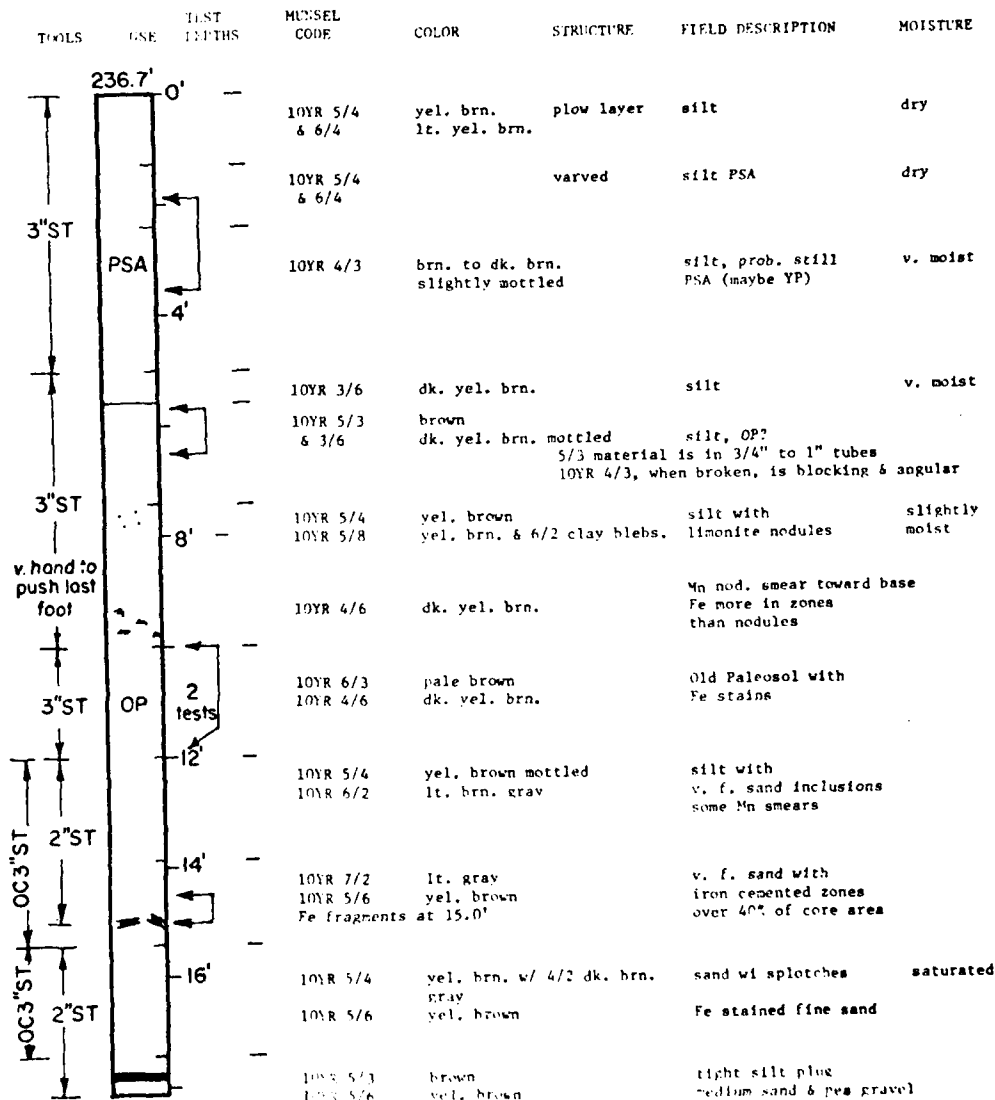 TOOLS GSE TEST DEPTHS MUNSEL CODE COLOR STRUCTURE FIELD DESCRIPTION MOISTURE
236.7' 0'
10YR 5/4 yel. brn. plow layer silt dry
& 6/4 lt. yel. brn.
10YR 5/4 varved silt PSA dry
& 6/4
3"ST
PSA 10YR 4/3 brn. to dk. brn. silt, prob. still v. moist
slightly mottled PSA (maybe YP)
4'
10YR 3/6 dk. yel. brn. silt v. moist
10YR 5/3 brown
& 3/6 dk. yel. brn. mottled silt, OP?
5/3 material is in 3/4" to 1" tubes
10YR 4/3, when broken, is blocking & angular
3"ST
10YR 5/4 yel. brown silt with slightly
8' 10YR 5/8 yel. brn. & 6/2 clay blebs. limonite nodules moist
v. hand to
push last
foot
Mn nod. smear toward base
10YR 4/6 dk. yel. brn. Fe more in zones
than nodules
10YR 6/3 pale brown Old Paleosol with
3"ST OP 2 tests 10YR 4/6 dk. yel. brn. Fe stains
12'
10YR 5/4 yel. brown mottled silt with
10YR 6/2 lt. brn. gray v. f. sand inclusions
some Mn smears
OC3"ST 2"ST
14'
10YR 7/2 lt. gray v. f. sand with
10YR 5/6 yel. brown iron cemented zones
Fe fragments at 15.0' over 40% of core area
16' 10YR 5/4 yel. brn. w/ 4/2 dk. brn. sand wi splotches saturated
gray
OC3"ST 2"ST 10YR 5/6 yel. brown Fe stained fine sand
10YR 5/3 brown tight silt plug
10YR 5/6 yel. brown medium sand & pea gravel